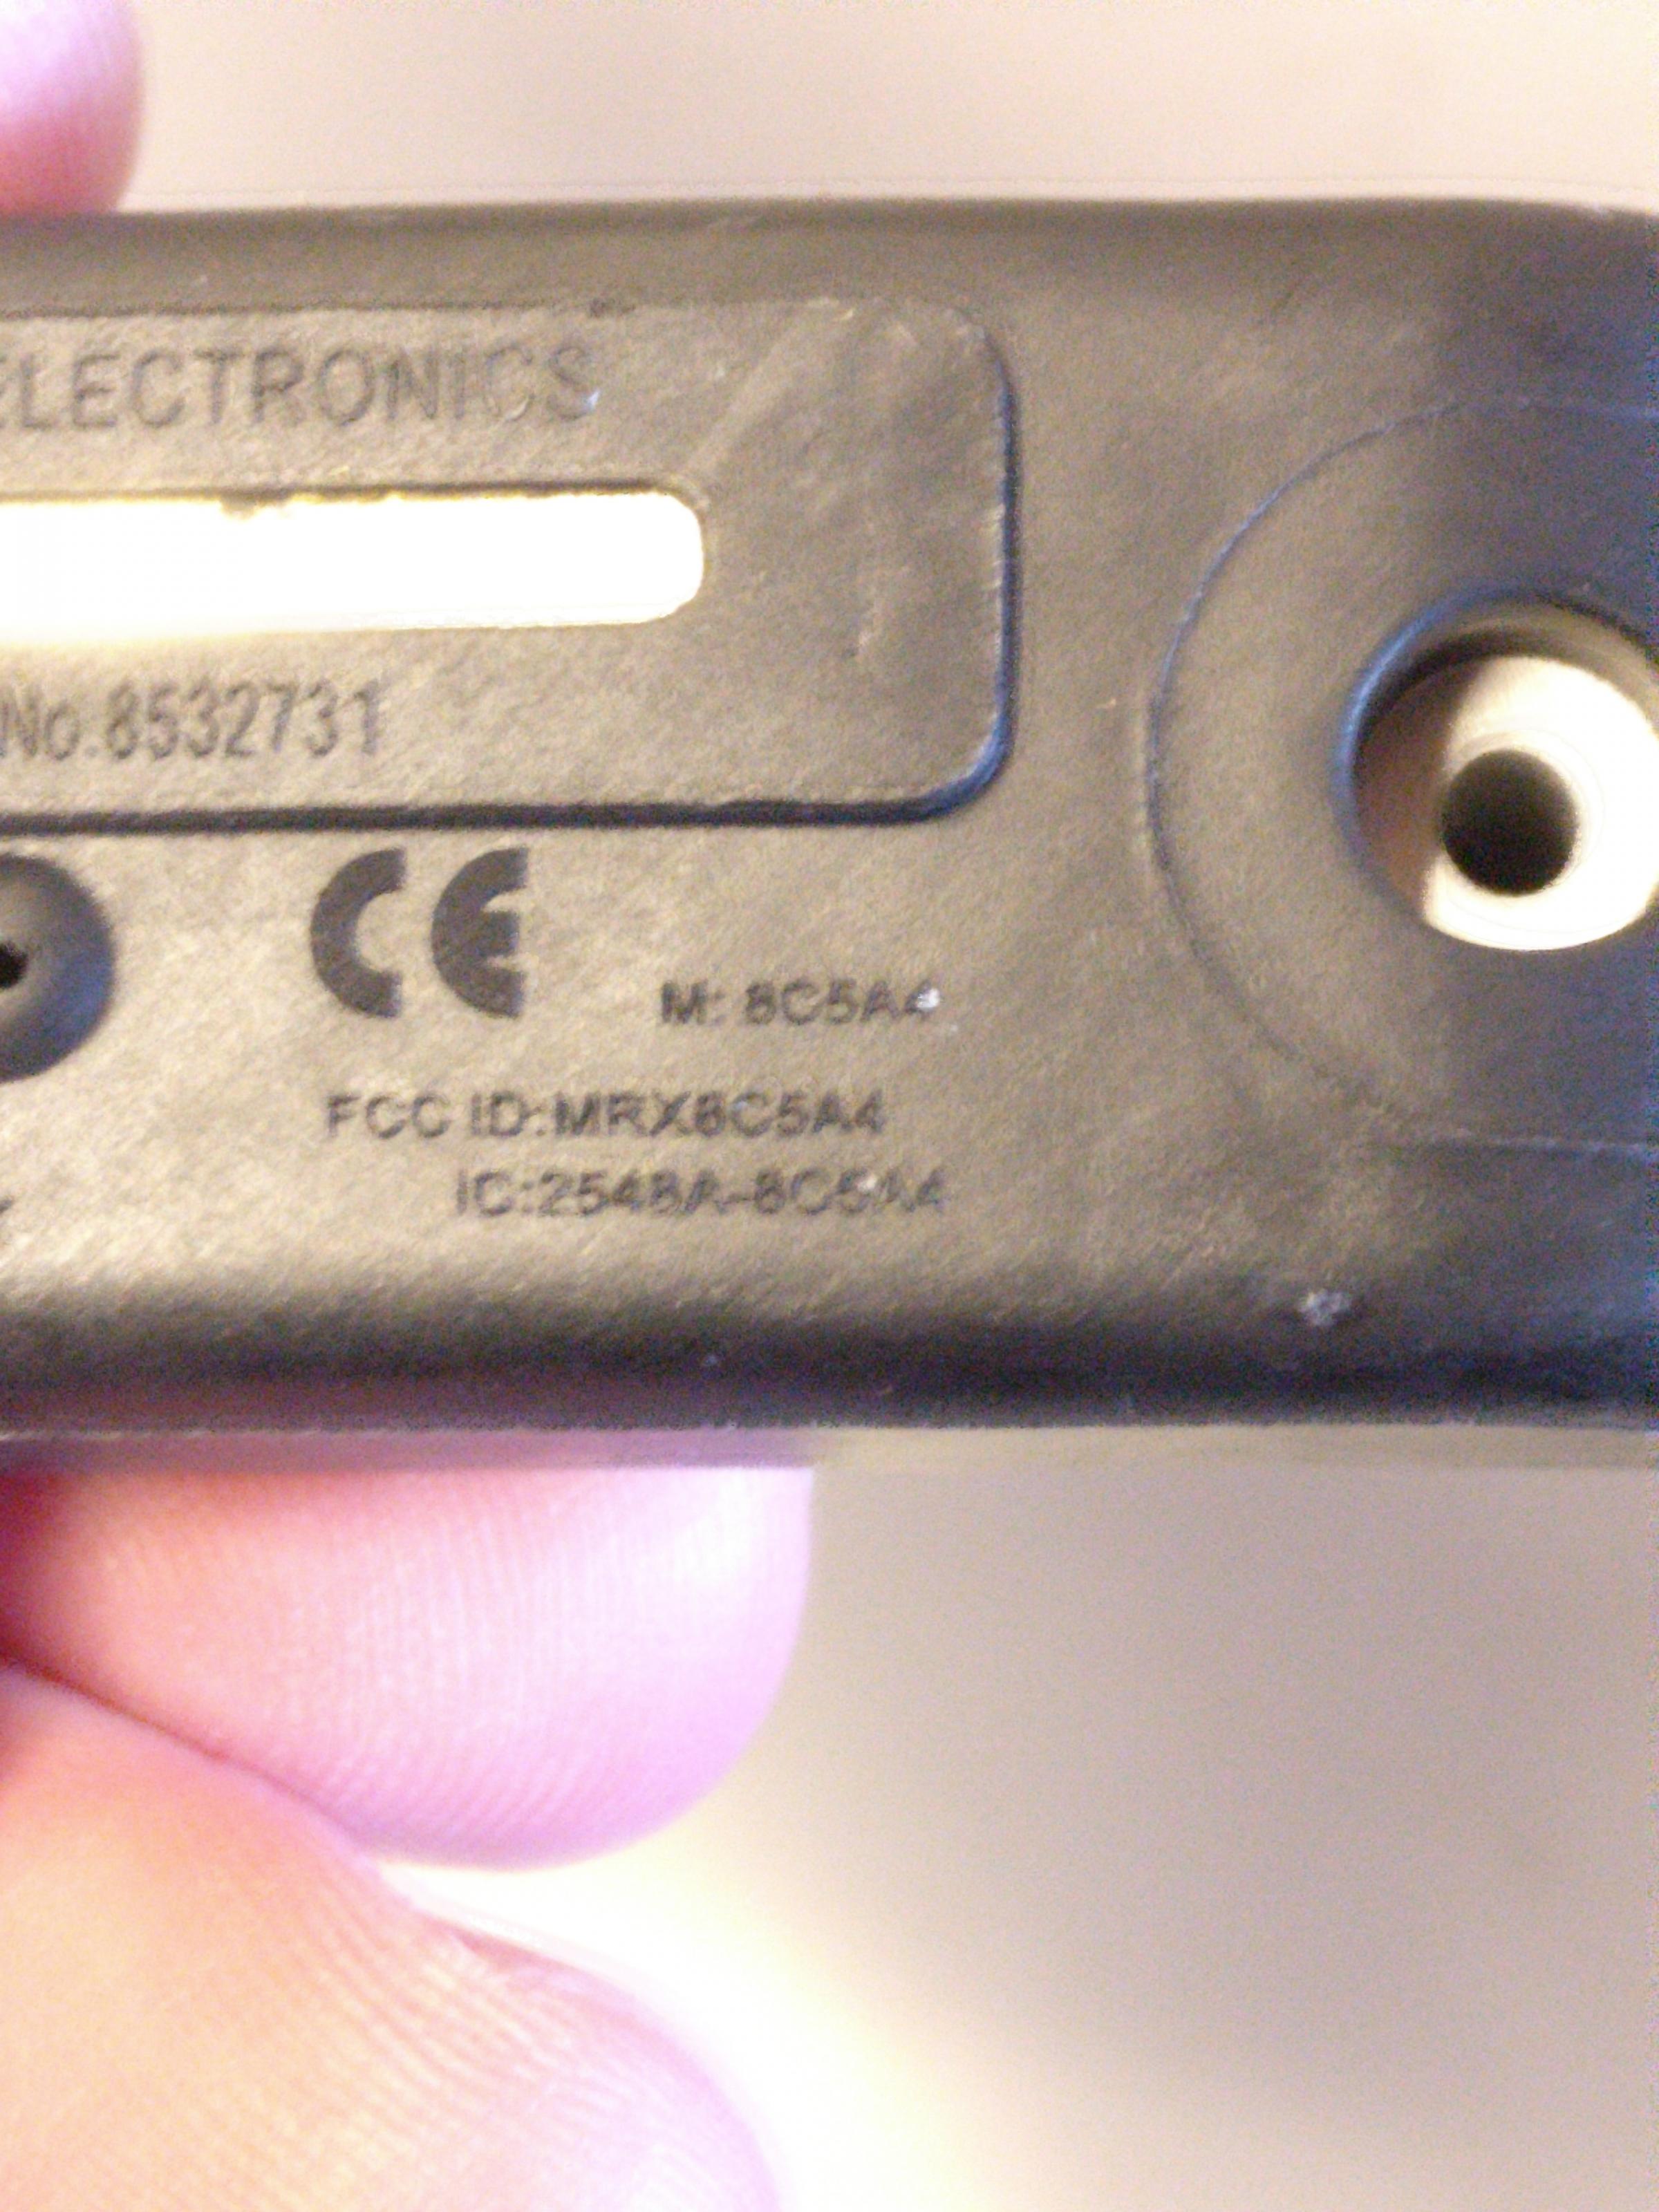 ELECTRONICS
No.8532731
CE
M: 8C5A4
FCC ID:MRX8C5A4
IC:2546A-8C5A4